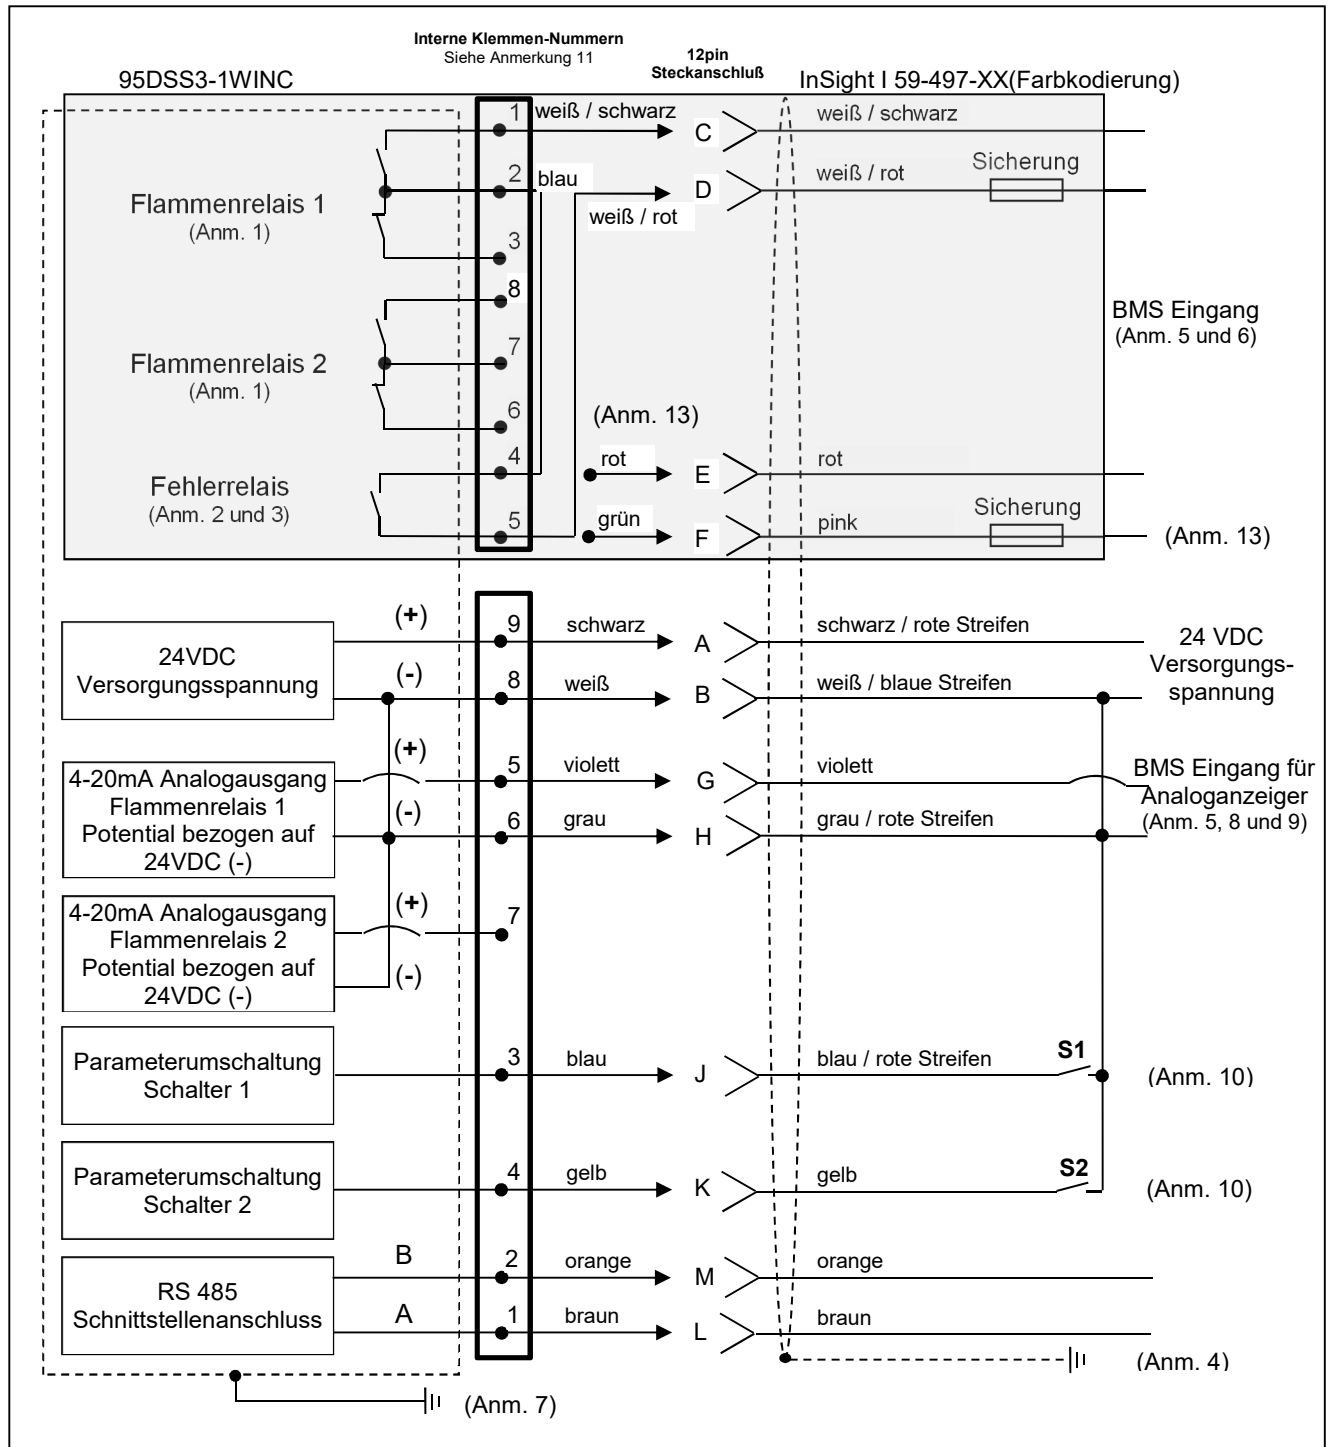 Interne Klemmen-Nummern
Siehe Anmerkung 11
12pin
Steckanschluß
95DSS3-1WINC
InSight I 59-497-XX(Farbkodierung)
1
weiß / schwarz
C
weiß / schwarz
2
blau
D
weiß / rot
Sicherung
weiß / rot
Flammenrelais 1
(Anm. 1)
3
8
BMS Eingang
(Anm. 5 und 6)
7
Flammenrelais 2
(Anm. 1)
6
(Anm. 13)
4
rot
E
rot
Fehlerrelais
(Anm. 2 und 3)
5
grün
F
pink
Sicherung
(Anm. 13)
24VDC
Versorgungsspannung
(+)
9
schwarz
A
schwarz / rote Streifen
24 VDC
Versorgungs-
spannung
(-)
8
weiß
B
weiß / blaue Streifen
4-20mA Analogausgang
Flammenrelais 1
Potential bezogen auf
24VDC (-)
(+)
5
violett
G
violett
BMS Eingang für
Analoganzeiger
(Anm. 5, 8 und 9)
(-)
6
grau
H
grau / rote Streifen
4-20mA Analogausgang
Flammenrelais 2
Potential bezogen auf
24VDC (-)
(+)
7
(-)
Parameterumschaltung
Schalter 1
3
blau
J
blau / rote Streifen
S1
(Anm. 10)
Parameterumschaltung
Schalter 2
4
gelb
K
gelb
S2
(Anm. 10)
RS 485
Schnittstellenanschluss
B
2
orange
M
orange
A
1
braun
L
braun
(Anm. 4)
(Anm. 7)